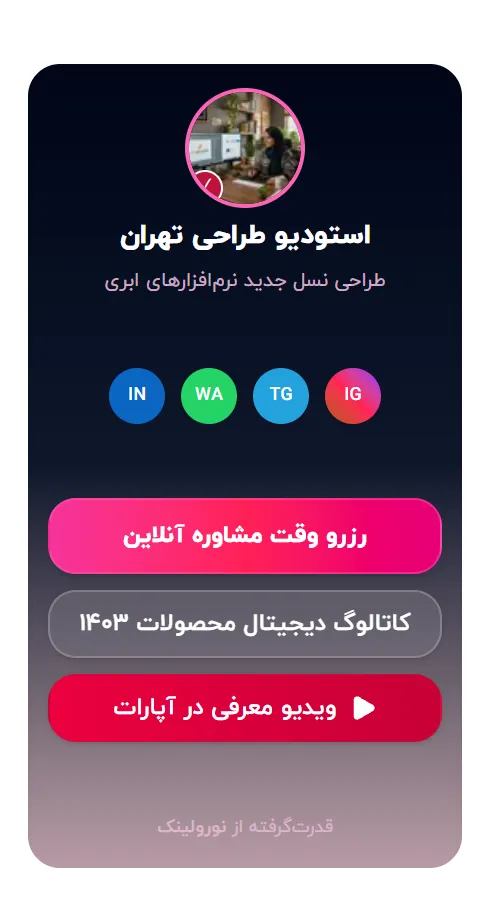 استودیو طراحی تهران
طراحی نسل جدید نرم‌افزارهای ابری
IG TG WA IN
رزرو وقت مشاوره آنلاین
کاتالوگ دیجیتال محصولات ۱۴۰۳
ویدیو معرفی در آپارات
قدرت‌گرفته از نورولینک